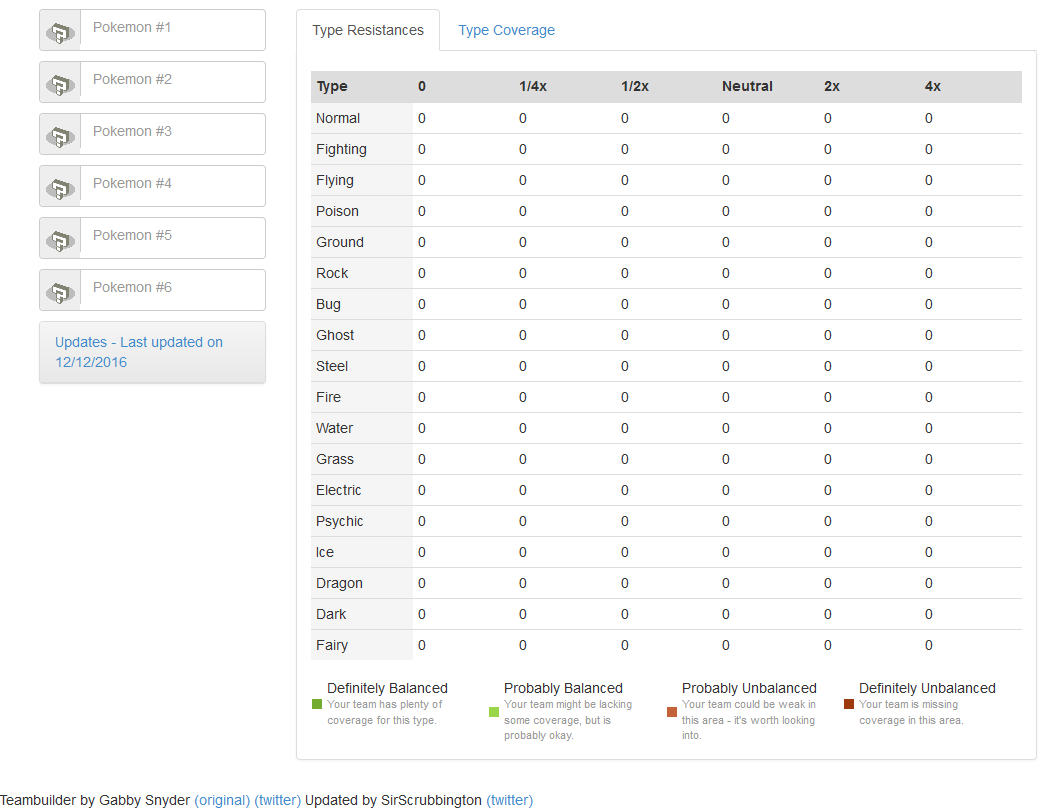 Pokemon #1
Pokemon #2
Pokemon #3
Pokemon #4
Pokemon #5
Pokemon #6
Updates - Last updated on
12/12/2016
Type Resistances Type Coverage
Type 0 1/4x 1/2x Neutral 2x 4x
Normal 0 0 0 0 0 0
Fighting 0 0 0 0 0 0
Flying 0 0 0 0 0 0
Poison 0 0 0 0 0 0
Ground 0 0 0 0 0 0
Rock 0 0 0 0 0 0
Bug 0 0 0 0 0 0
Ghost 0 0 0 0 0 0
Steel 0 0 0 0 0 0
Fire 0 0 0 0 0 0
Water 0 0 0 0 0 0
Grass 0 0 0 0 0 0
Electric 0 0 0 0 0 0
Psychic 0 0 0 0 0 0
Ice 0 0 0 0 0 0
Dragon 0 0 0 0 0 0
Dark 0 0 0 0 0 0
Fairy 0 0 0 0 0 0
Definitely Balanced
Your team has plenty of
coverage for this type.
Probably Balanced
Your team might be lacking
some coverage, but is
probably okay.
Probably Unbalanced
Your team could be weak in
this area - it's worth looking
into.
Definitely Unbalanced
Your team is missing
coverage in this area.
Teambuilder by Gabby Snyder (original) (twitter) Updated by SirScrubbington (twitter)